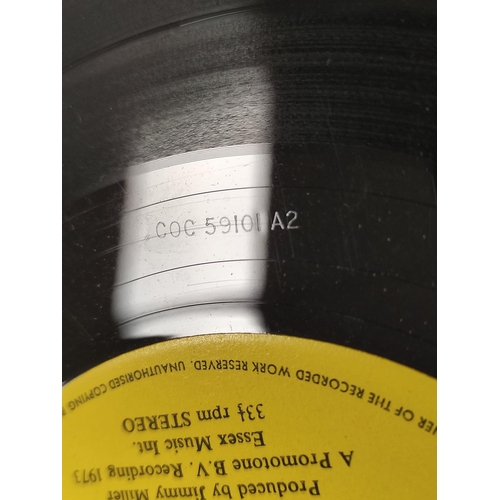 COC 59101 A2
Produced by Jimmy Miller
A Promotone B.V. Recording 1973
Essex Music Int.
33⅓ rpm STEREO
OF THE RECORDED WORK RESERVED. UNAUTHORISED COPYING